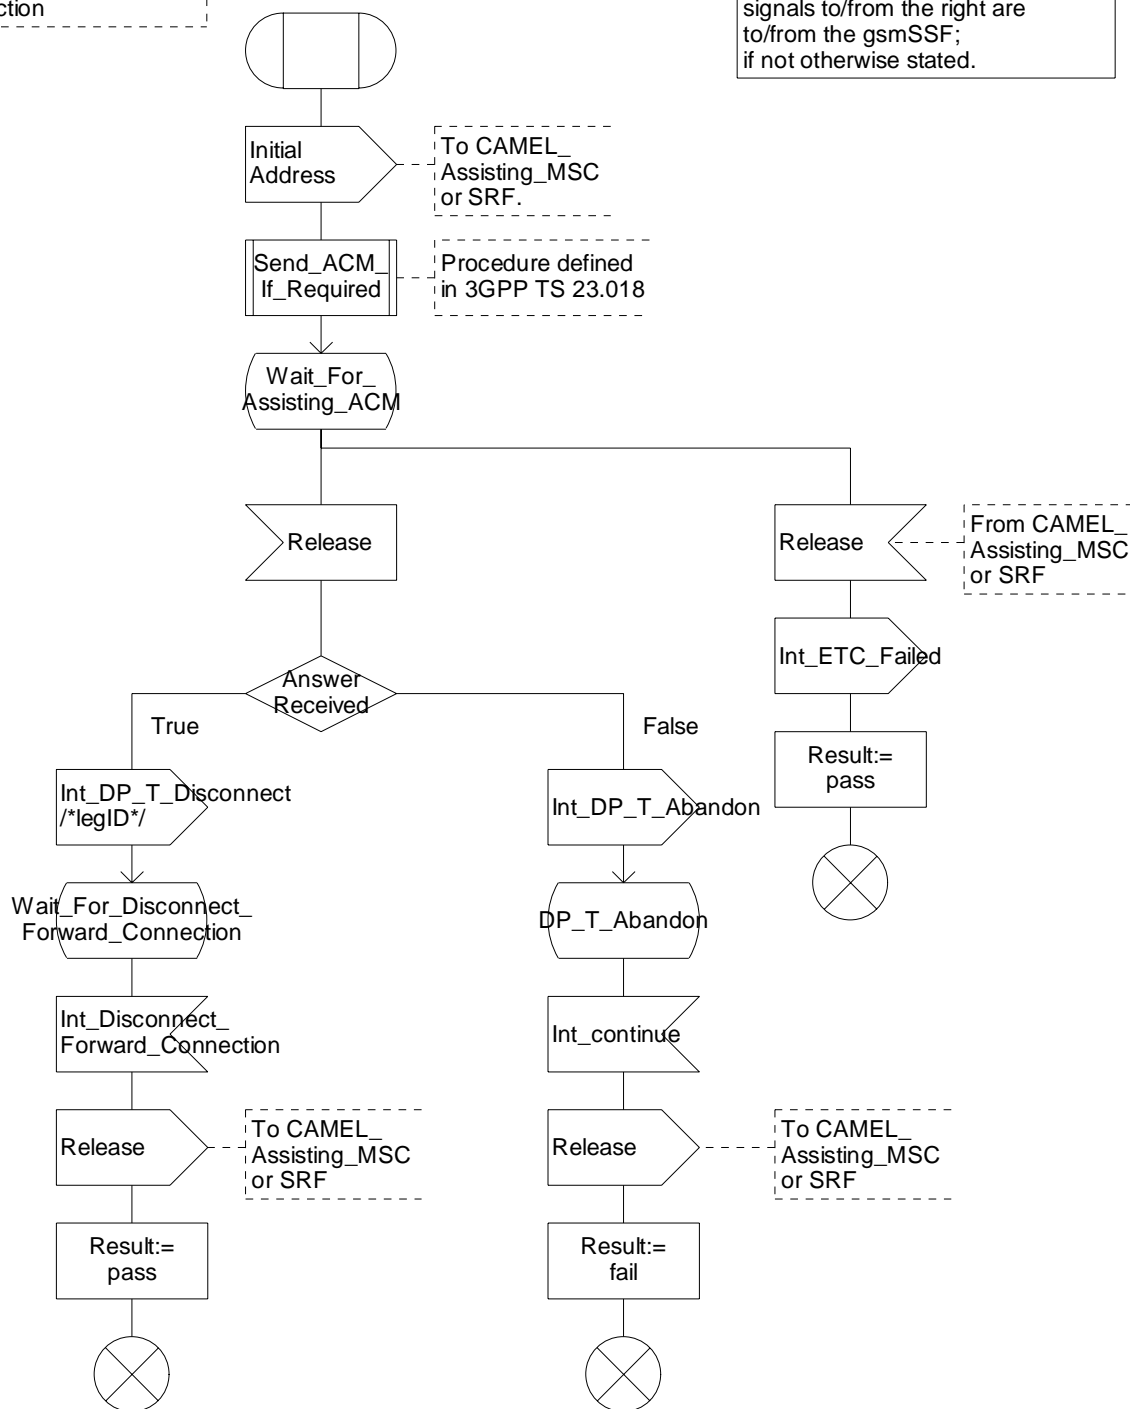 ction
signals to/from the right are
to/from the gsmSSF;
if not otherwise stated.
Initial
Address
To CAMEL_
Assisting_MSC
or SRF.
Send_ACM_
If_Required
Procedure defined
in 3GPP TS 23.018
Wait_For_
Assisting_ACM
Release
Release
From CAMEL_
Assisting_MSC
or SRF
Int_ETC_Failed
Answer
Received
True
False
Result:=
pass
Int_DP_T_Disconnect
/*legID*/
Int_DP_T_Abandon
Wait_For_Disconnect_
Forward_Connection
DP_T_Abandon
Int_Disconnect_
Forward_Connection
Int_continue
Release
To CAMEL_
Assisting_MSC
or SRF
Release
To CAMEL_
Assisting_MSC
or SRF
Result:=
pass
Result:=
fail